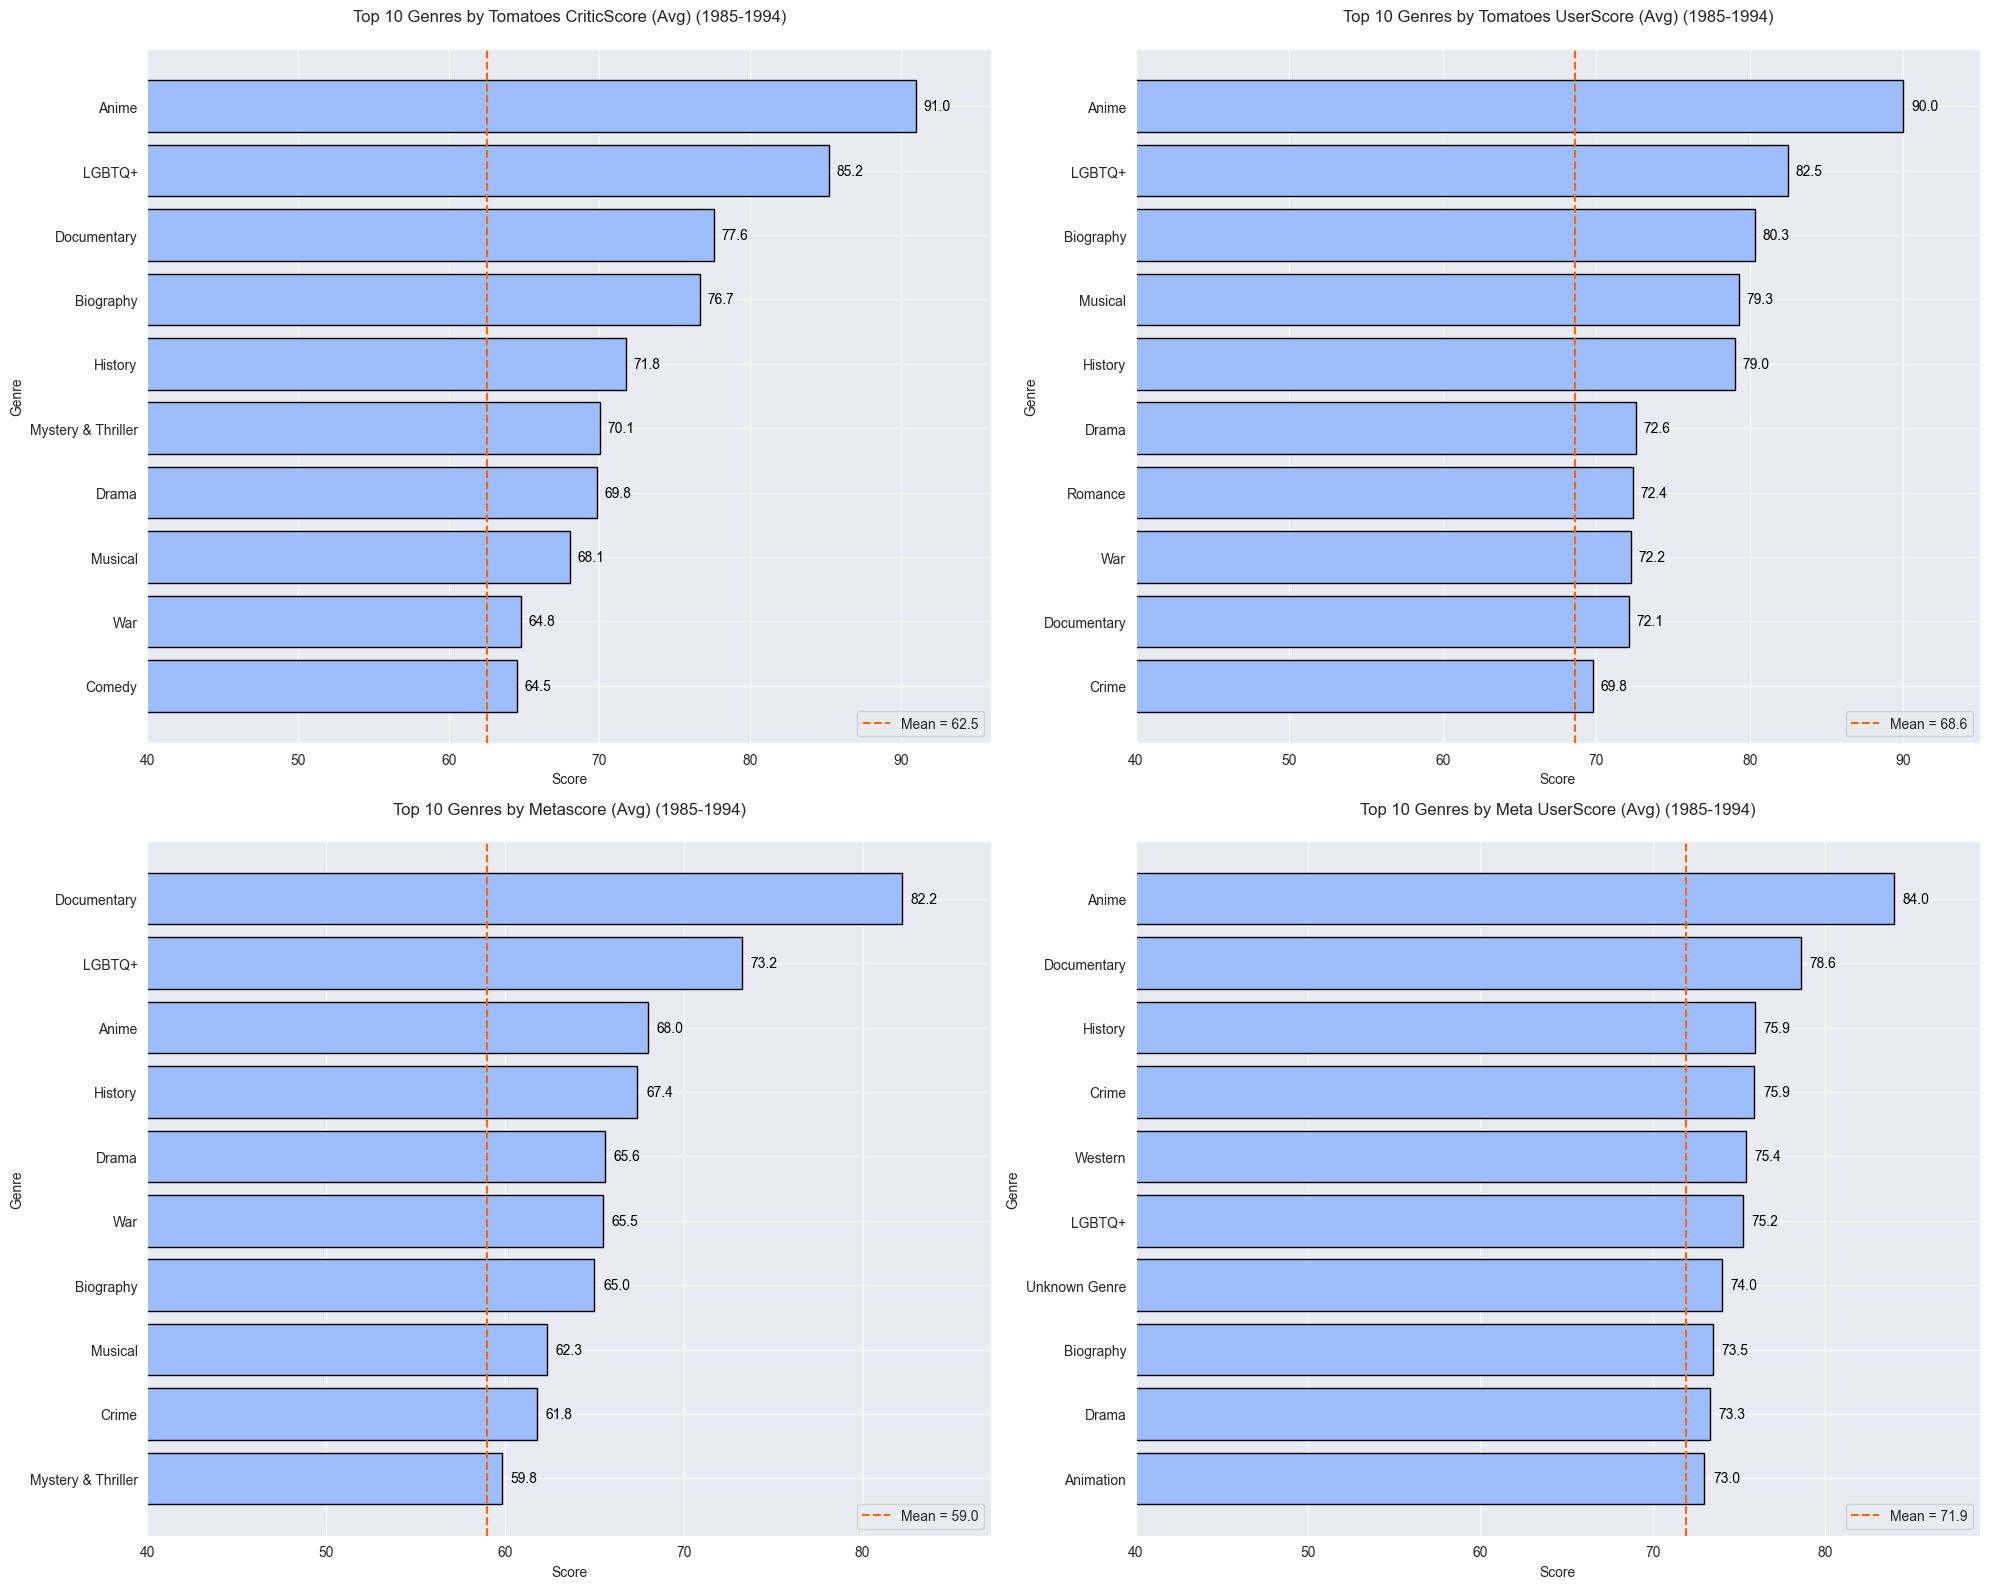 Top 10 Genres by Tomatoes CriticScore (Avg) (1985-1994)
Genre
Anime 91.0
LGBTQ+ 85.2
Documentary 77.6
Biography 76.7
History 71.8
Mystery & Thriller 70.1
Drama 69.8
Musical 68.1
War 64.8
Comedy 64.5
Mean = 62.5
40 50 60 70 80 90
Score
Top 10 Genres by Tomatoes UserScore (Avg) (1985-1994)
Genre
Anime 90.0
LGBTQ+ 82.5
Biography 80.3
Musical 79.3
History 79.0
Drama 72.6
Romance 72.4
War 72.2
Documentary 72.1
Crime 69.8
Mean = 68.6
40 50 60 70 80 90
Score
Top 10 Genres by Metascore (Avg) (1985-1994)
Genre
Documentary 82.2
LGBTQ+ 73.2
Anime 68.0
History 67.4
Drama 65.6
War 65.5
Biography 65.0
Musical 62.3
Crime 61.8
Mystery & Thriller 59.8
Mean = 59.0
40 50 60 70 80
Score
Top 10 Genres by Meta UserScore (Avg) (1985-1994)
Genre
Anime 84.0
Documentary 78.6
History 75.9
Crime 75.9
Western 75.4
LGBTQ+ 75.2
Unknown Genre 74.0
Biography 73.5
Drama 73.3
Animation 73.0
Mean = 71.9
40 50 60 70 80
Score